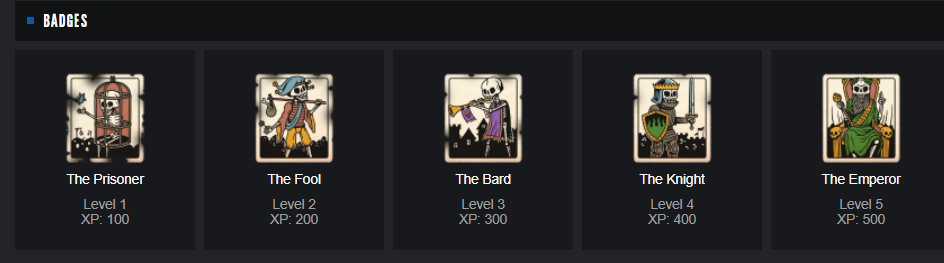 BADGES
The Prisoner
Level 1
XP: 100
The Fool
Level 2
XP: 200
The Bard
Level 3
XP: 300
The Knight
Level 4
XP: 400
The Emperor
Level 5
XP: 500